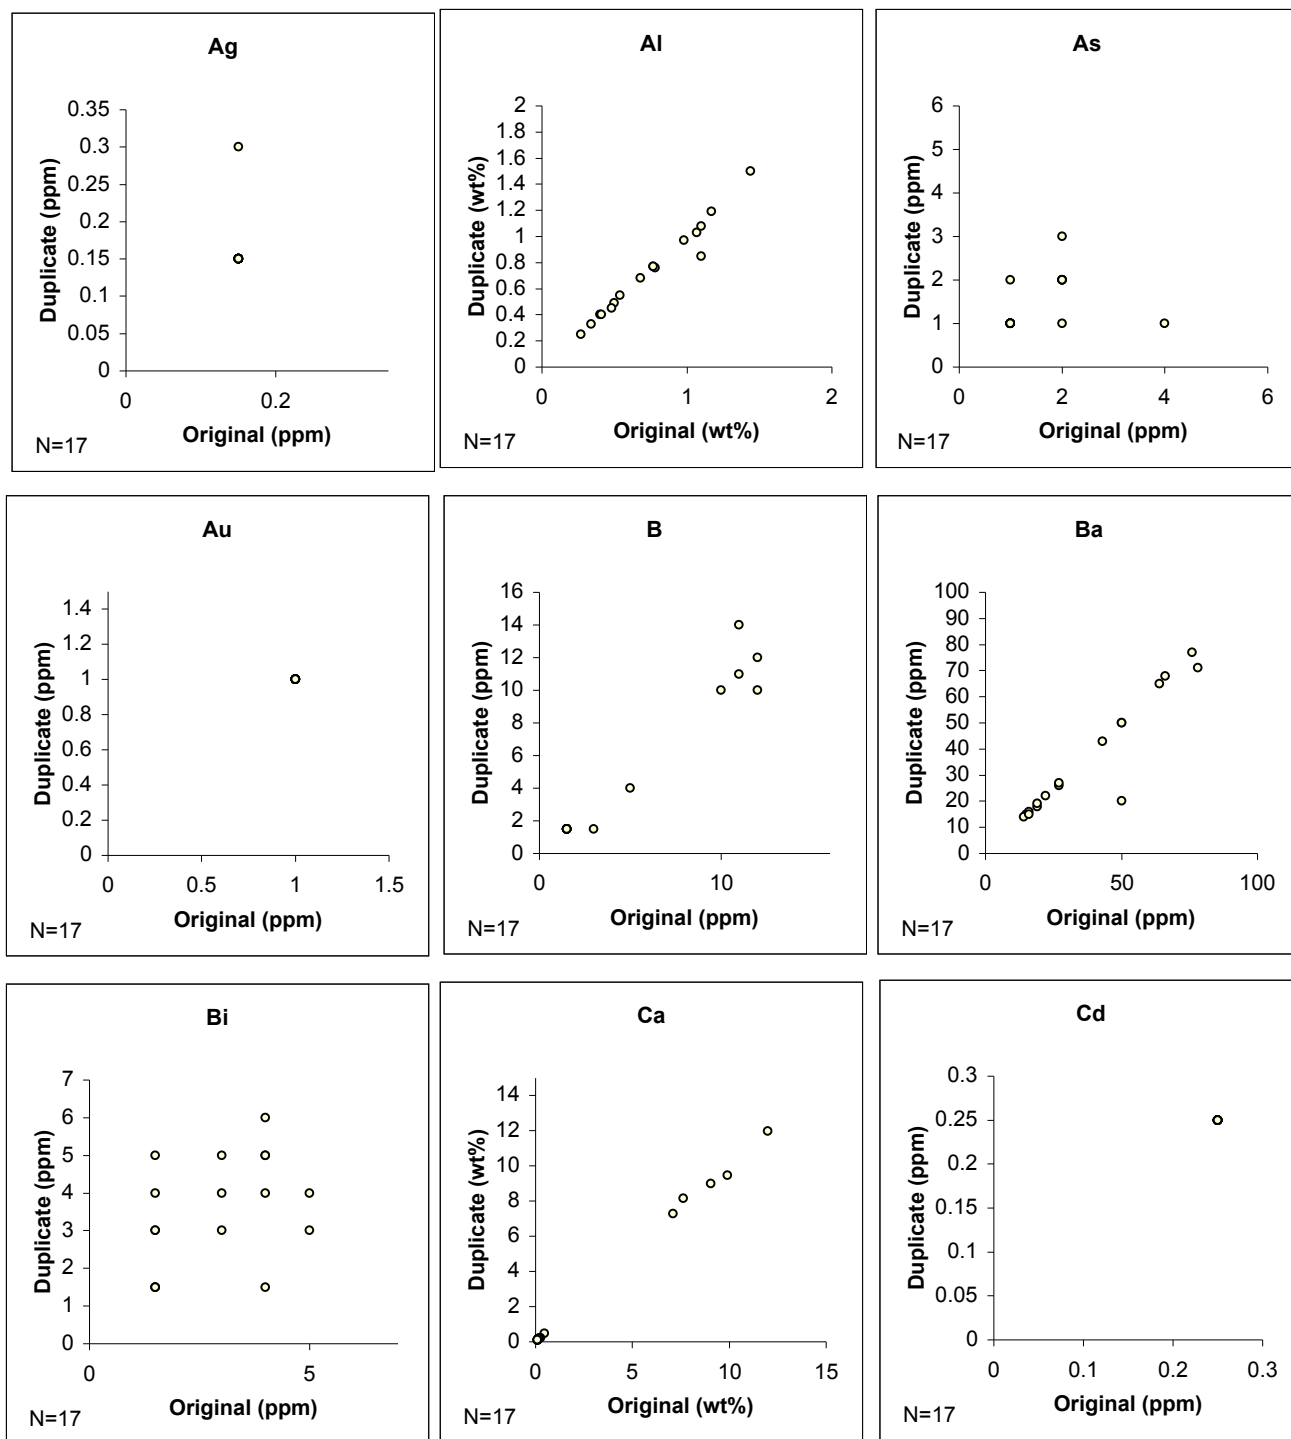 Ag
Duplicate (ppm)
0.35
0.3
0.25
0.2
0.15
0.1
0.05
0
0 0.2
Original (ppm)
N=17
Al
Duplicate (wt%)
2
1.8
1.6
1.4
1.2
1
0.8
0.6
0.4
0.2
0
0 1 2
Original (wt%)
N=17
As
Duplicate (ppm)
6
5
4
3
2
1
0
0 2 4 6
Original (ppm)
N=17
Au
Duplicate (ppm)
1.4
1.2
1
0.8
0.6
0.4
0.2
0
0 0.5 1 1.5
Original (ppm)
N=17
B
Duplicate (ppm)
16
14
12
10
8
6
4
2
0
0 10
Original (ppm)
N=17
Ba
Duplicate (ppm)
100
90
80
70
60
50
40
30
20
10
0
0 50 100
Original (ppm)
N=17
Bi
Duplicate (ppm)
7
6
5
4
3
2
1
0
0 5
Original (ppm)
N=17
Ca
Duplicate (wt%)
14
12
10
8
6
4
2
0
0 5 10 15
Original (wt%)
N=17
Cd
Duplicate (ppm)
0.3
0.25
0.2
0.15
0.1
0.05
0
0 0.1 0.2 0.3
Original (ppm)
N=17